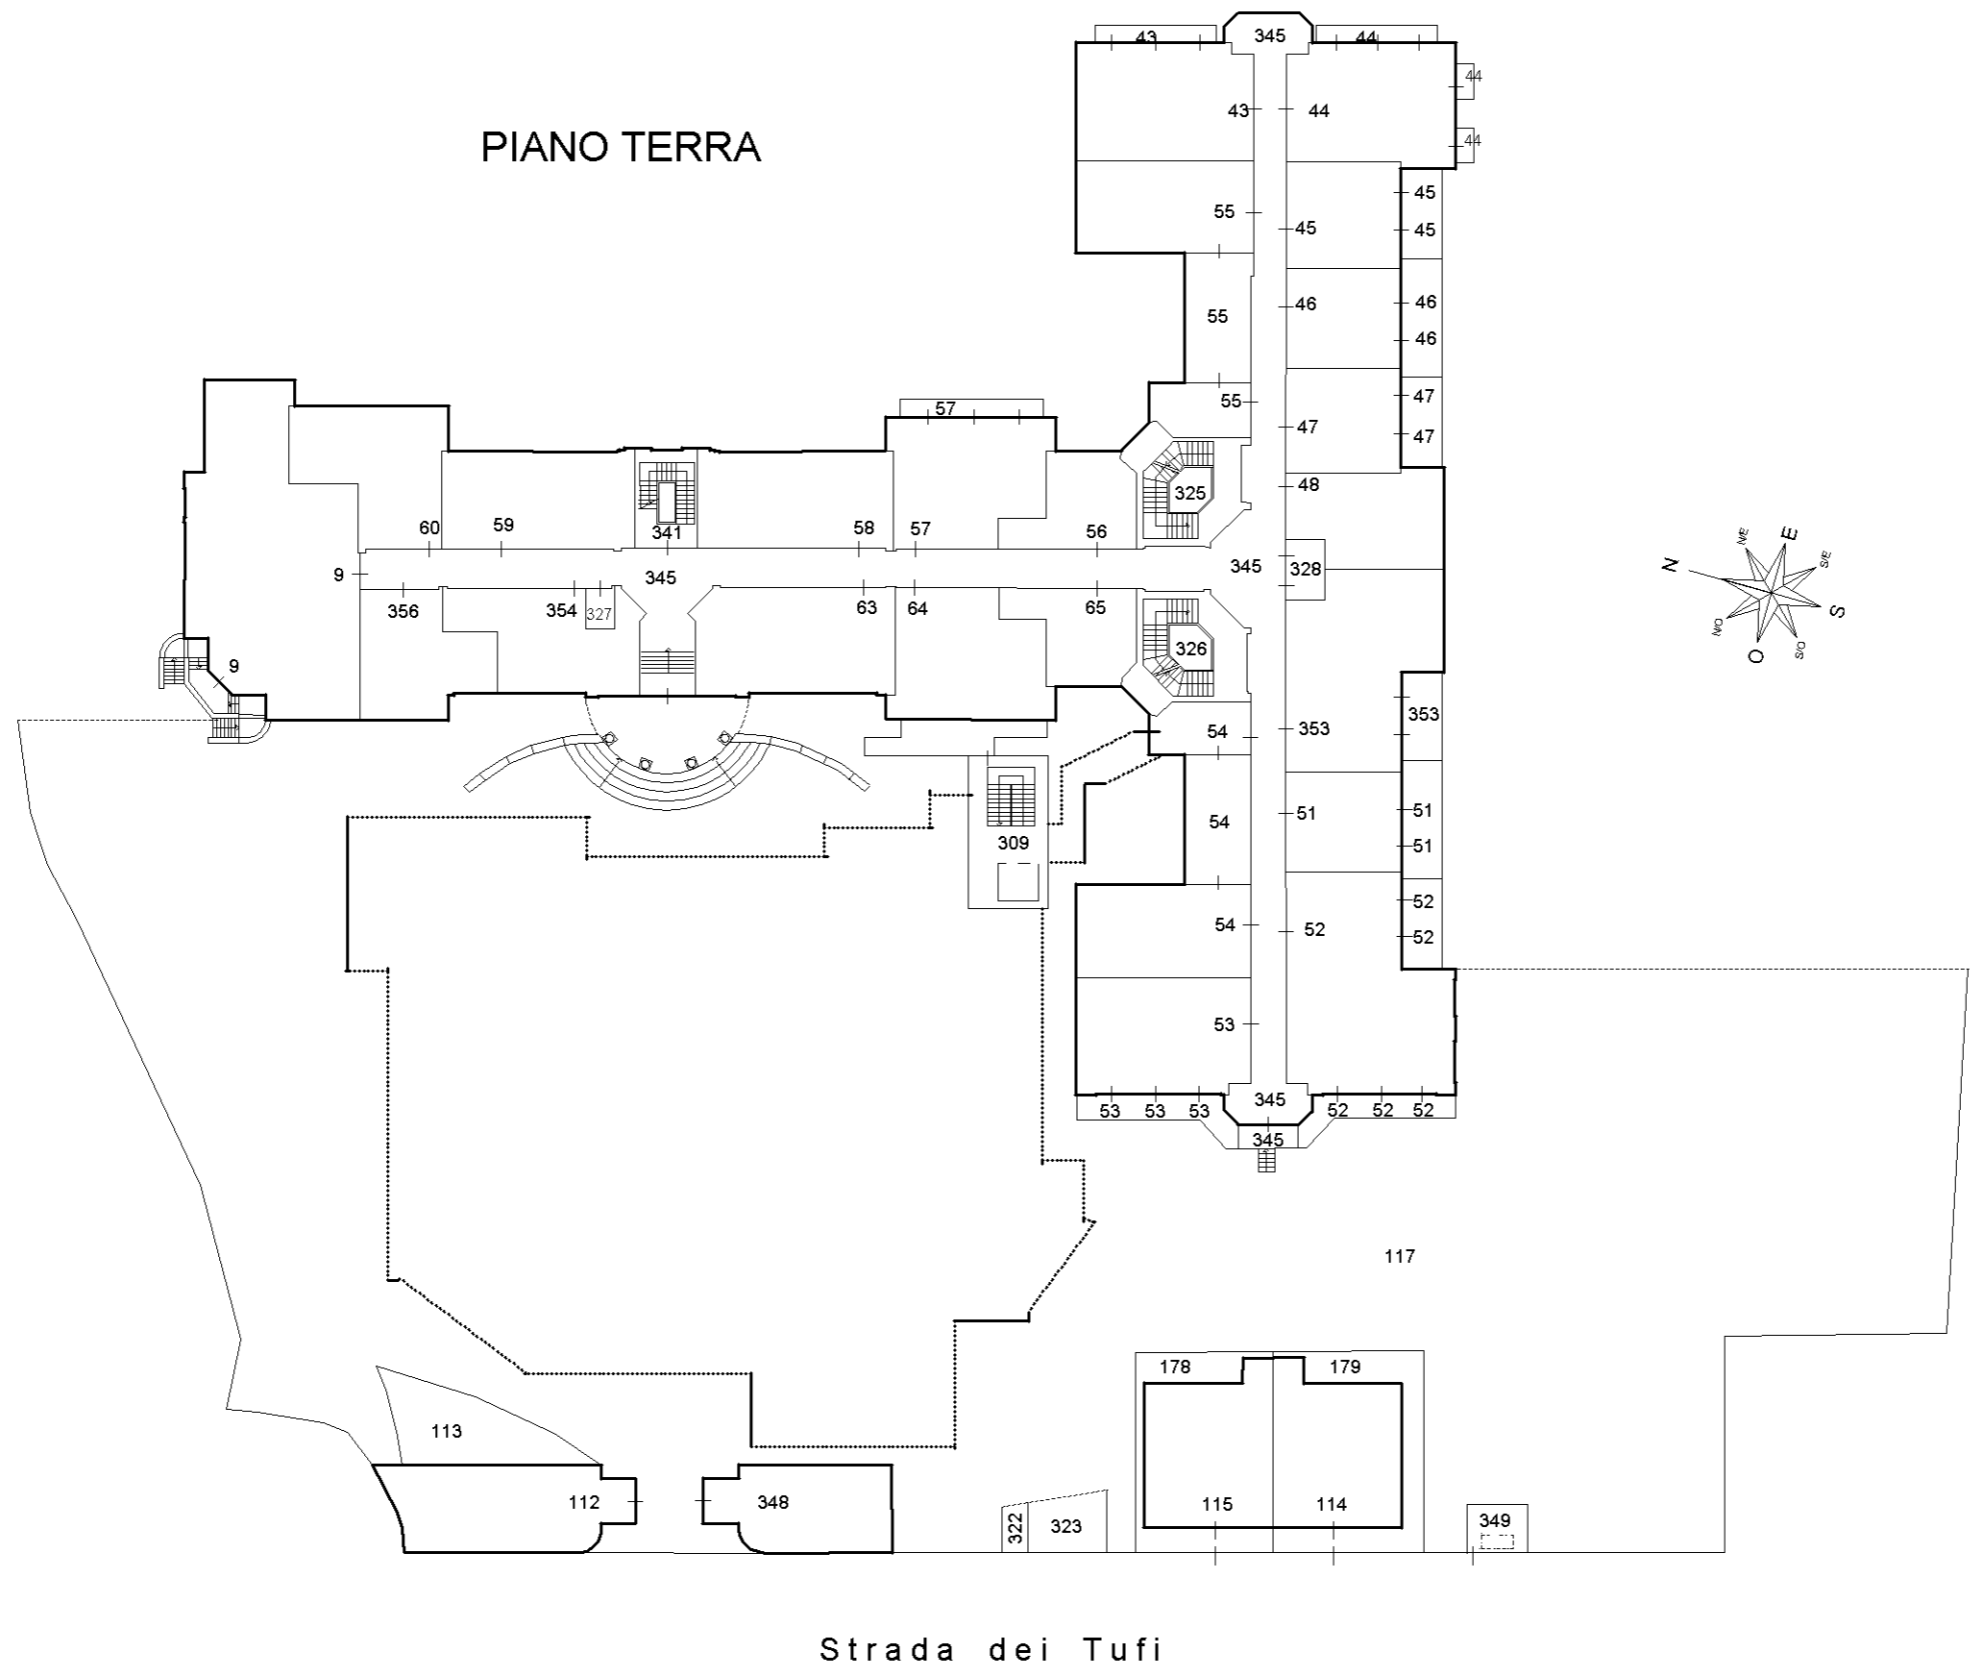 43 345 44
44
43 44
44
PIANO TERRA
45
55 45
45
46
55 46
46
55 47
57 47
47
325 48
60 59 341 58 57 56
9 345 345 328
356 354 327 63 64 65
326
9
54 353 353
51 51
54 51
309
52
54 52 52
53
345
53 53 53 52 52 52
345
117
178 179
113
112 348 115 114
322 323 349
N N/E E S/E S S/O O N/O
Strada dei Tufi